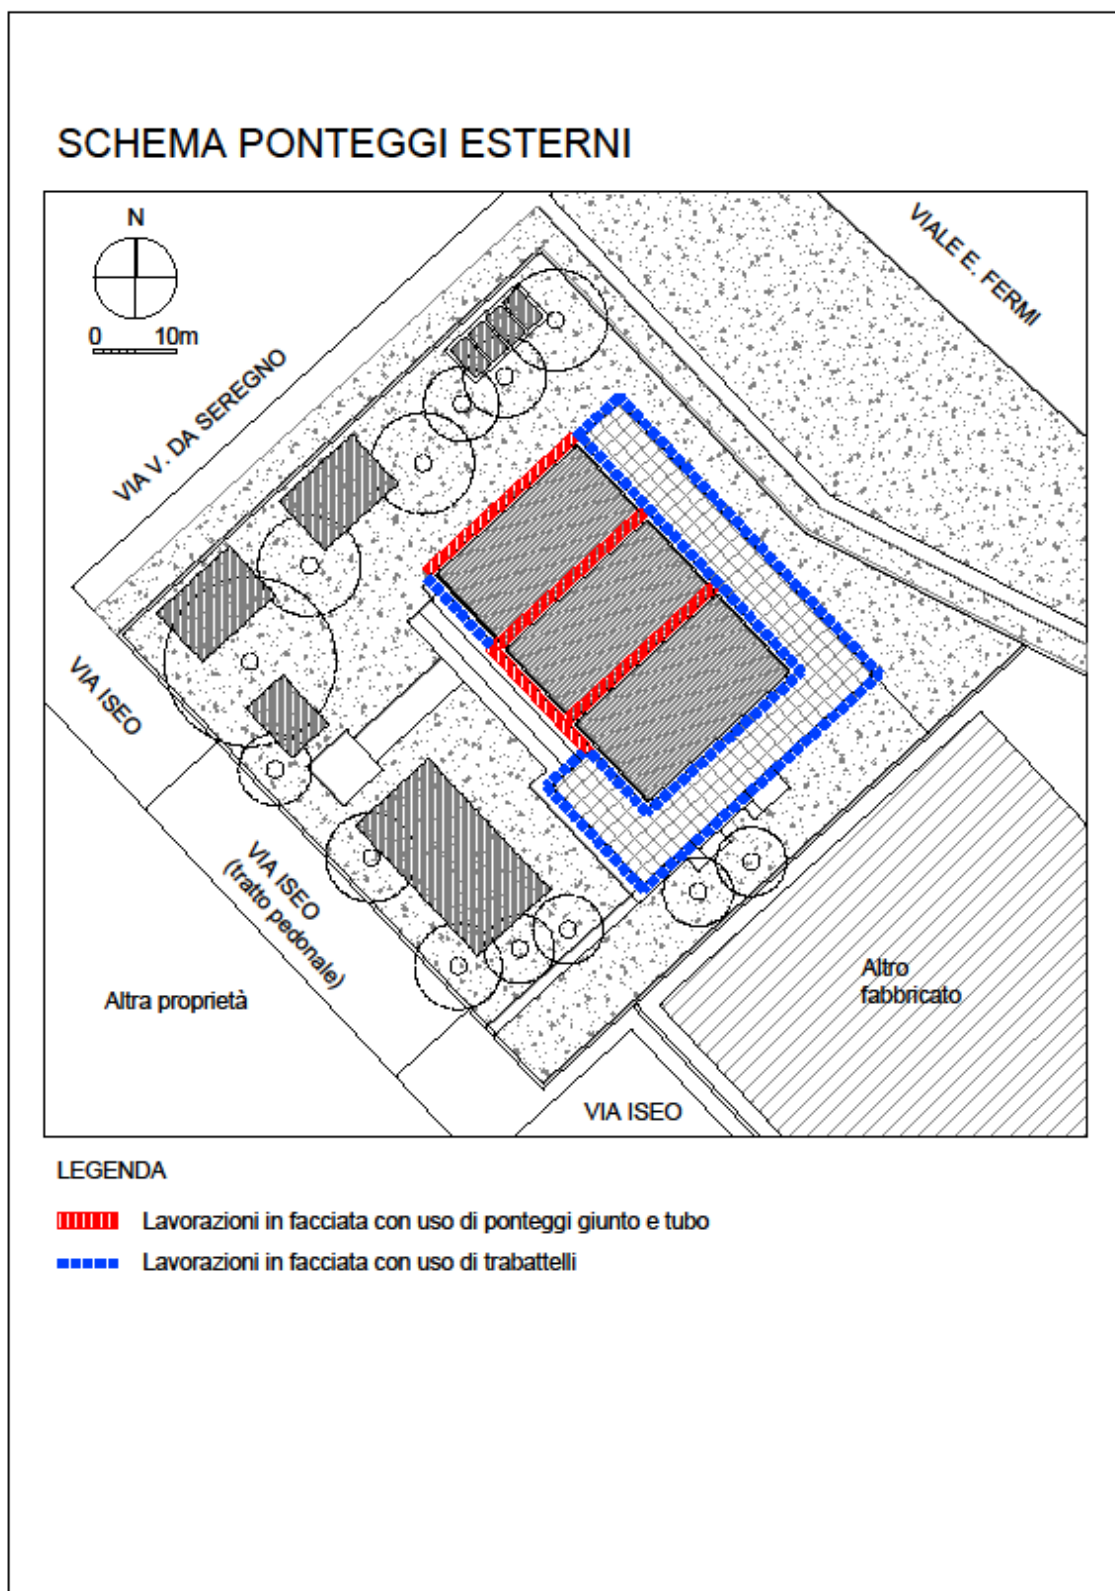 SCHEMA PONTEGGI ESTERNI
N
0 10m
VIA V. DA SEREGNO
VIALE E. FERMI
VIA ISEO
VIA ISEO
(tratto pedonale)
Altra proprietà
Altro
fabbricato
VIA ISEO
LEGENDA
Lavorazioni in facciata con uso di ponteggi giunto e tubo
Lavorazioni in facciata con uso di trabattelli